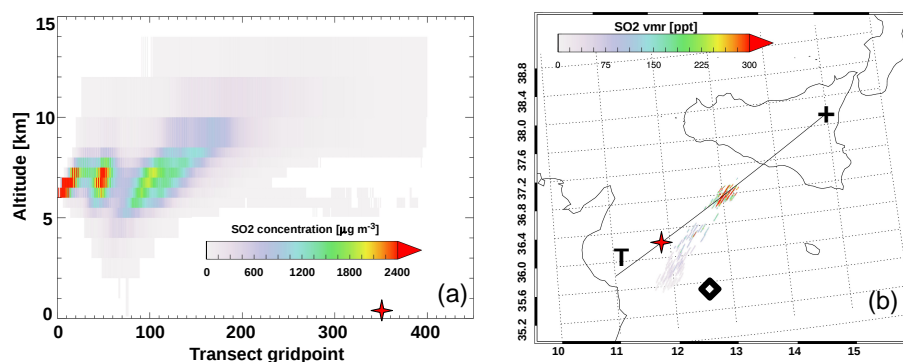 15
10
5
0
Altitude [km]
SO2 concentration [µg m-3]
0 600 1200 1800 2400
(a)
0 100 200 300 400
Transect gridpoint
SO2 vmr [ppt]
0 75 150 225 300
38.8
38.4
38.0
37.6
37.2
36.8
36.4
36.0
35.6
35.2
T
(b)
10 11 12 13 14 15